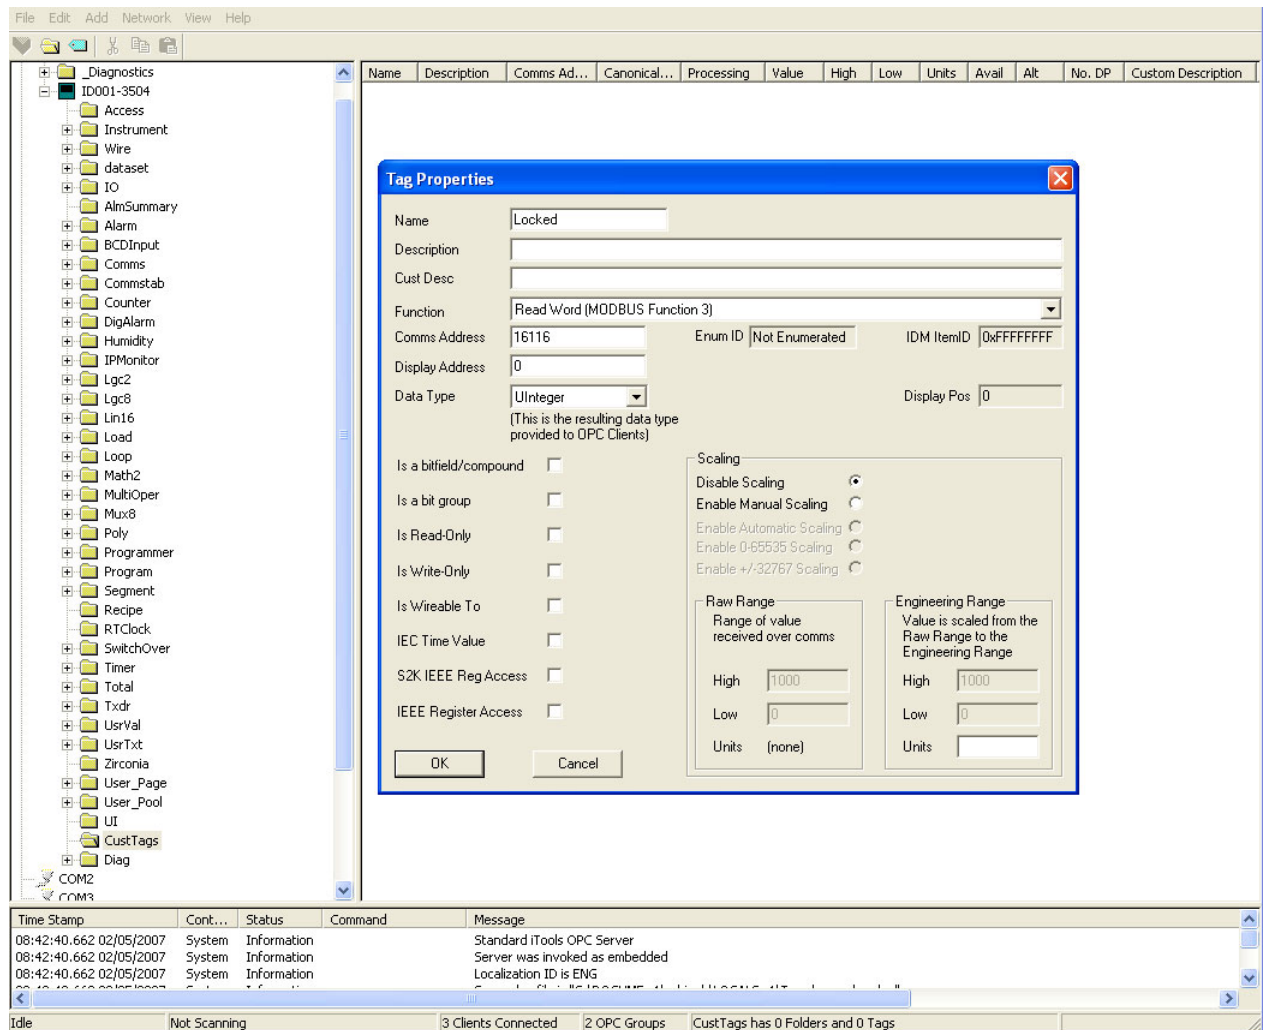 File Edit Add Network View Help
Name Description Comms Ad... Canonical... Processing Value High Low Units Avail Alt No. DP Custom Description
_Diagnostics
ID001-3504
Access
Instrument
Wire
dataset
IO
AlmSummary
Alarm
BCDInput
Comms
Commstab
Counter
DigAlarm
Humidity
IPMonitor
Lgc2
Lgc8
Lin16
Load
Loop
Math2
MultiOper
Mux8
Poly
Programmer
Program
Segment
Recipe
RTClock
SwitchOver
Timer
Total
Txdr
UsrVal
UsrTxt
Zirconia
User_Page
User_Pool
UI
CustTags
Diag
COM2
COM3
Tag Properties
Name Locked
Description
Cust Desc
Function Read Word (MODBUS Function 3)
Comms Address 16116 Enum ID Not Enumerated IDM ItemID 0xFFFFFFFF
Display Address 0
Data Type UInteger Display Pos 0
(This is the resulting data type
provided to OPC Clients)
Is a bitfield/compound
Is a bit group
Is Read-Only
Is Write-Only
Is Wireable To
IEC Time Value
S2K IEEE Reg Access
IEEE Register Access
OK Cancel
Scaling
Disable Scaling
Enable Manual Scaling
Enable Automatic Scaling
Enable 0-65535 Scaling
Enable +/-32767 Scaling
Raw Range
Range of value
received over comms
High 1000
Low 0
Units (none)
Engineering Range
Value is scaled from the
Raw Range to the
Engineering Range
High 1000
Low 0
Units
Time Stamp Cont... Status Command Message
08:42:40.662 02/05/2007 System Information Standard iTools OPC Server
08:42:40.662 02/05/2007 System Information Server was invoked as embedded
08:42:40.662 02/05/2007 System Information Localization ID is ENG
Idle Not Scanning 3 Clients Connected 2 OPC Groups CustTags has 0 Folders and 0 Tags